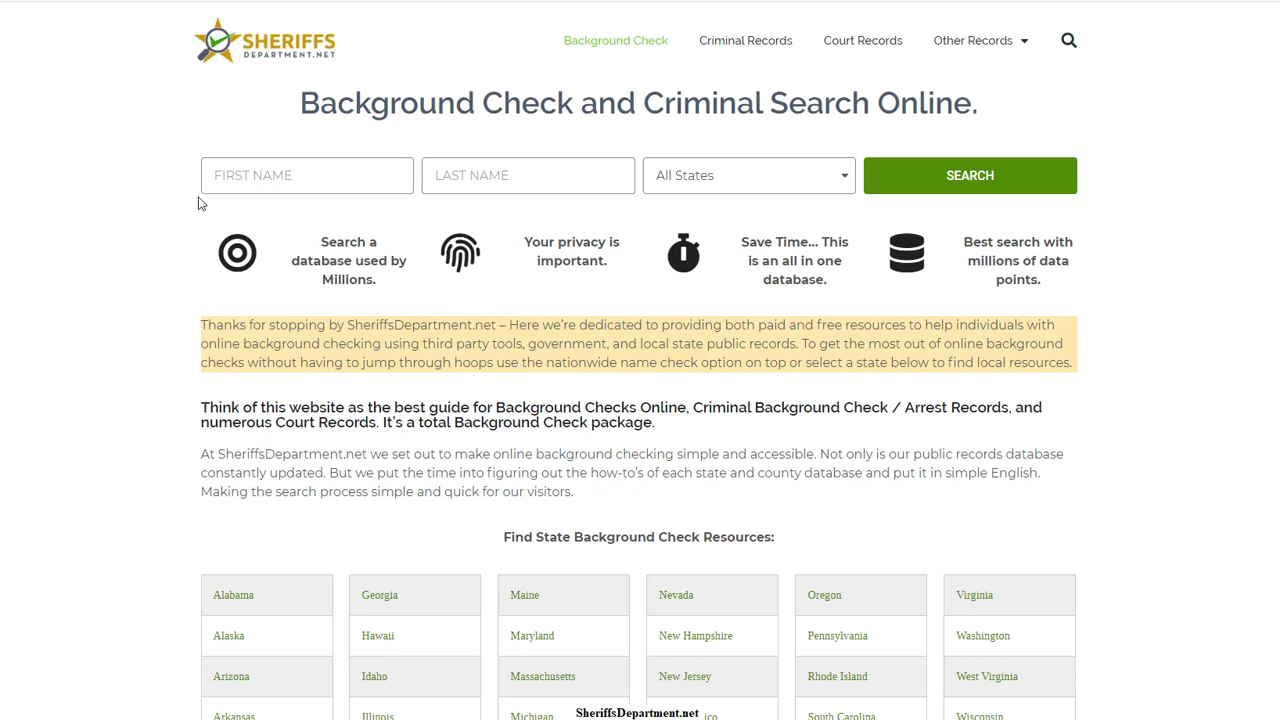 SHERIFFS
DEPARTMENT.NET
Background Check
Criminal Records
Court Records
Other Records
Background Check and Criminal Search Online.
FIRST NAME
LAST NAME
All States
SEARCH
Search a
database used by
Millions.
Your privacy is
important.
Save Time... This
is an all in one
database.
Best search with
millions of data
points.
Thanks for stopping by SheriffsDepartment.net – Here we're dedicated to providing both paid and free resources to help individuals with
online background checking using third party tools, government, and local state public records. To get the most out of online background
checks without having to jump through hoops use the nationwide name check option on top or select a state below to find local resources.
Think of this website as the best guide for Background Checks Online, Criminal Background Check / Arrest Records, and
numerous Court Records. It's a total Background Check package.
At SheriffsDepartment.net we set out to make online background checking simple and accessible. Not only is our public records database
constantly updated. But we put the time into figuring out the how-to's of each state and county database and put it in simple English.
Making the search process simple and quick for our visitors.
Find State Background Check Resources:
Alabama
Georgia
Maine
Nevada
Oregon
Virginia
Alaska
Hawaii
Maryland
New Hampshire
Pennsylvania
Washington
Arizona
Idaho
Massachusetts
New Jersey
Rhode Island
West Virginia
Arkansas
Illinois
Michigan
ico
South Carolina
Wisconsin
SheriffsDepartment.net